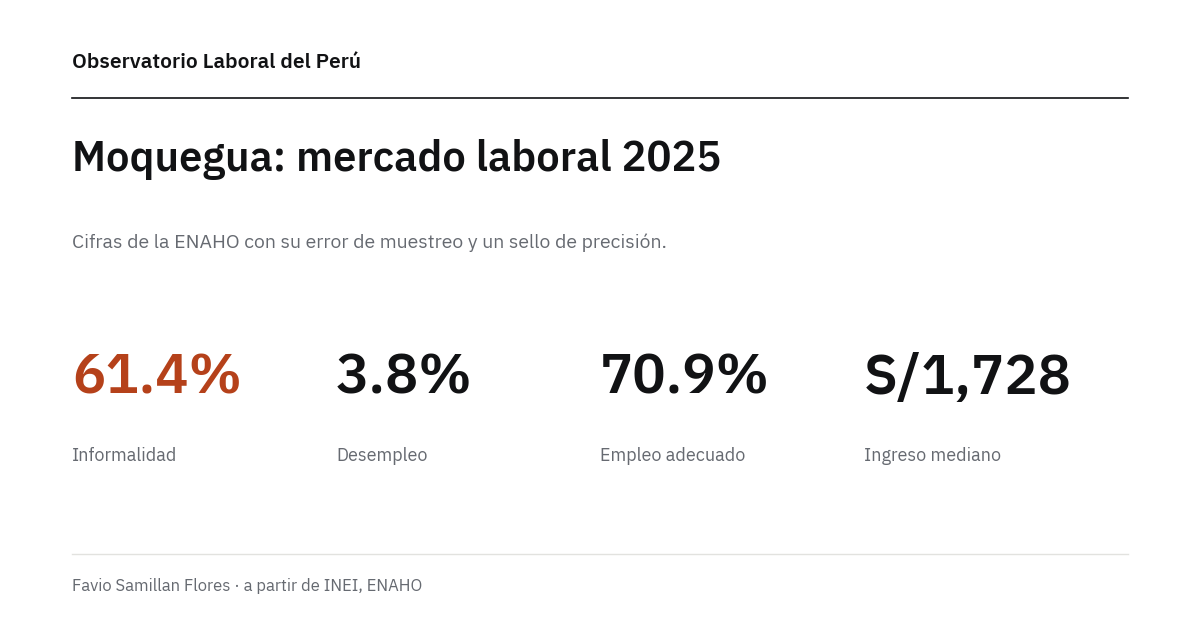 Observatorio Laboral del Perú
Moquegua: mercado laboral 2025
Cifras de la ENAHO con su error de muestreo y un sello de precisión.
61.4% 3.8% 70.9% S/1,728
Informalidad Desempleo Empleo adecuado Ingreso mediano
Favio Samillan Flores · a partir de INEI, ENAHO